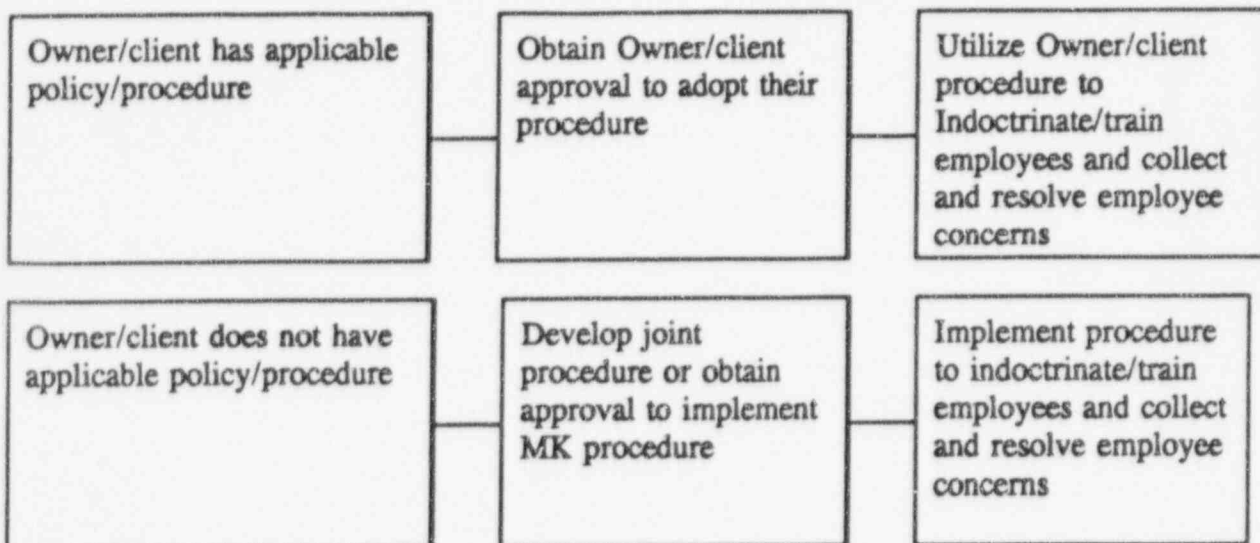 Owner/client has applicable
policy/procedure
Obtain Owner/client
approval to adopt their
procedure
Utilize Owner/client
procedure to
Indoctrinate/train
employees and collect
and resolve employee
concerns
Owner/client does not have
applicable policy/procedure
Develop joint
procedure or obtain
approval to implement
MK procedure
Implement procedure
to indoctrinate/train
employees and collect
and resolve employee
concerns